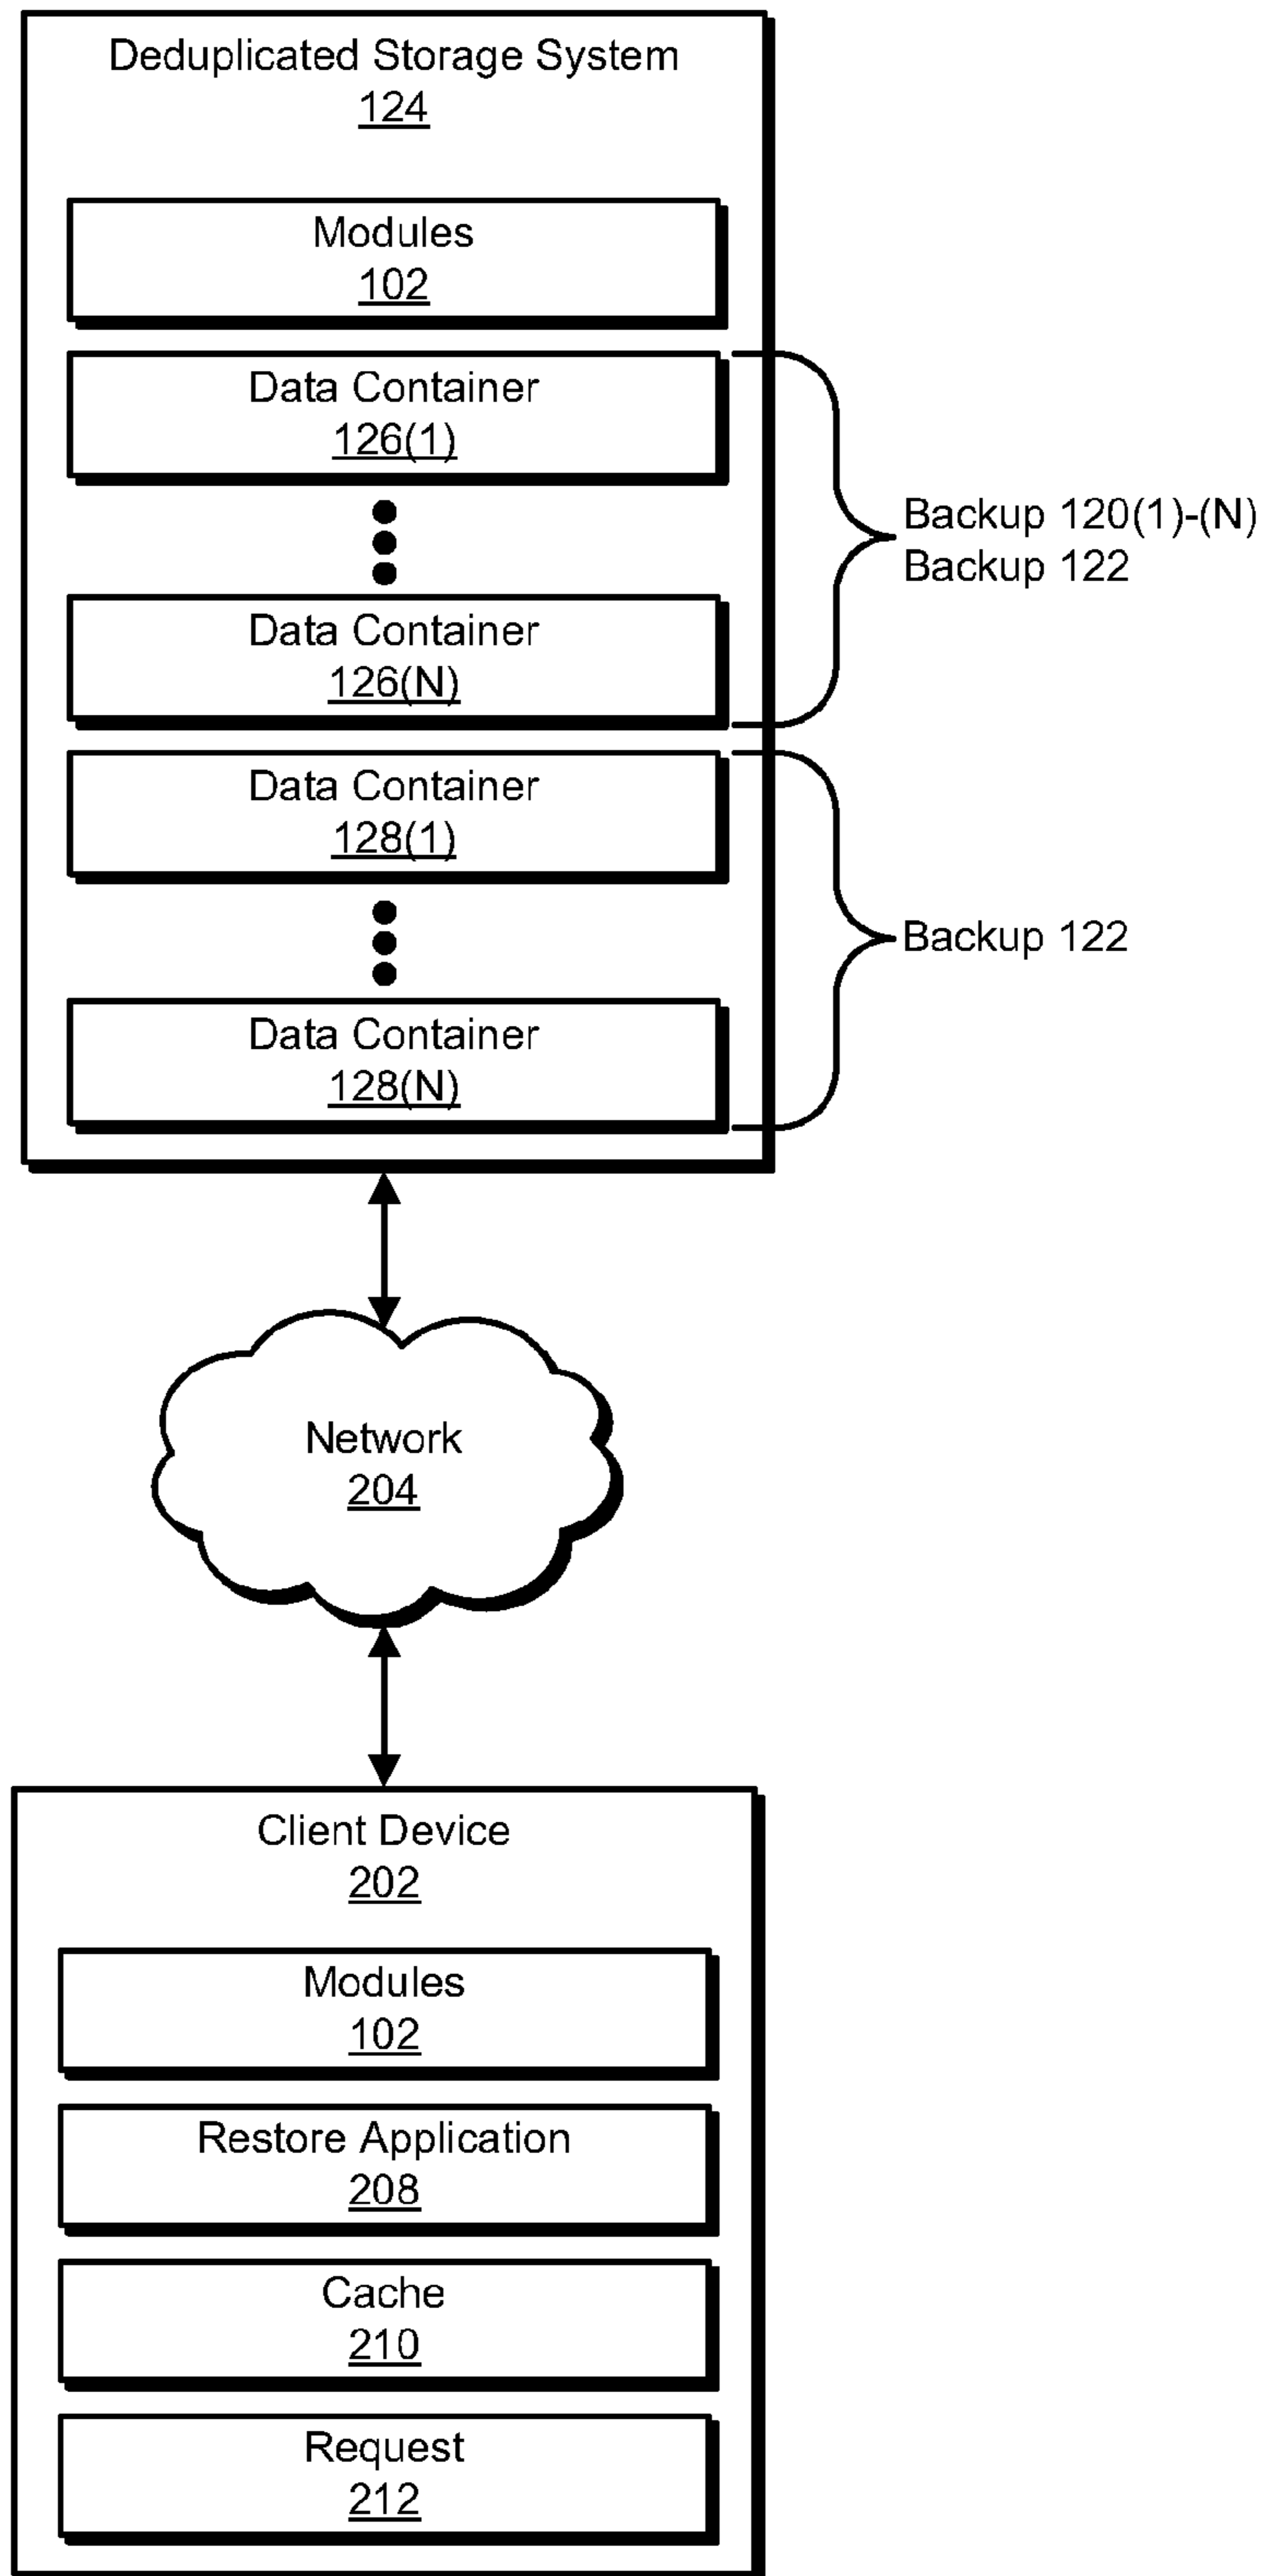 Deduplicated Storage System
124
Modules
102
Data Container
126(1)
Data Container
126(N)
Backup 120(1)-(N)
Backup 122
Data Container
128(1)
Data Container
128(N)
Backup 122
Network
204
Client Device
202
Modules
102
Restore Application
208
Cache
210
Request
212